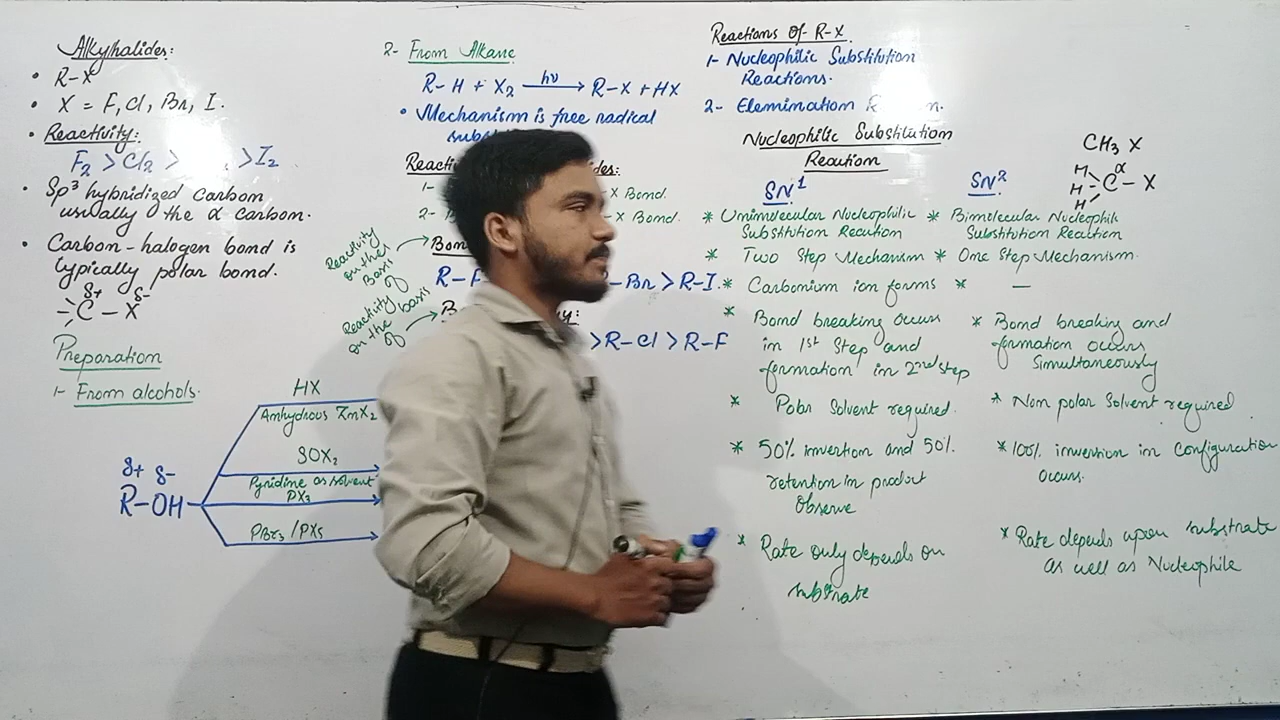 Alkylhalides:
• R-X
• X = F, Cl, Br, I.
• Reactivity:
F₂ > Cl₂ > > I₂
• Sp³ hybridized Carbon
usually the α carbon.
• Carbon-halogen bond is
typically polar bond.
δ+ δ-
-C-X
Preparation
1- From alcohols.
HX
Anhydrous ZnX₂
SOX₂
Pyridine as solvent
δ+ δ-
R-OH
PX₃
PBr₃ /PX₅
2- From Alkane
R-H + X₂ hν → R-X + HX
• Mechanism is free radical
1- -X Bond.
2- -X Bond.
Reactivity
on the
Basis
of
R-F -Br > R-I.
Reactivity
on the basis
of
>R-Cl > R-F
Reactions Of R-X.
1- Nucleophilic Substitution
Reactions.
2- Elemination
Nucleophilic Substitution
Reaction
CH₃ X
α
H
H -C-X
H
SN¹
* Unimolecular Nucleophilic
Substitution Reaction
* Two Step Mechanism
* Carbonium ion forms
* Bond breaking occurs
in 1st Step and
formation in 2nd step
* Polar Solvent required.
* 50% invertion and 50%
retention in product
Observe
* Rate only depends on
substrate
SN²
* Bimolecular Nucleophilic
Substitution Reaction
* One Step Mechanism.
* —
* Bond breaking and
formation occurs
Simultaneously
* Non polar Solvent required
* 100% invertion in Configuration
occurs.
* Rate depends upon substrate
as well as Nucleophile